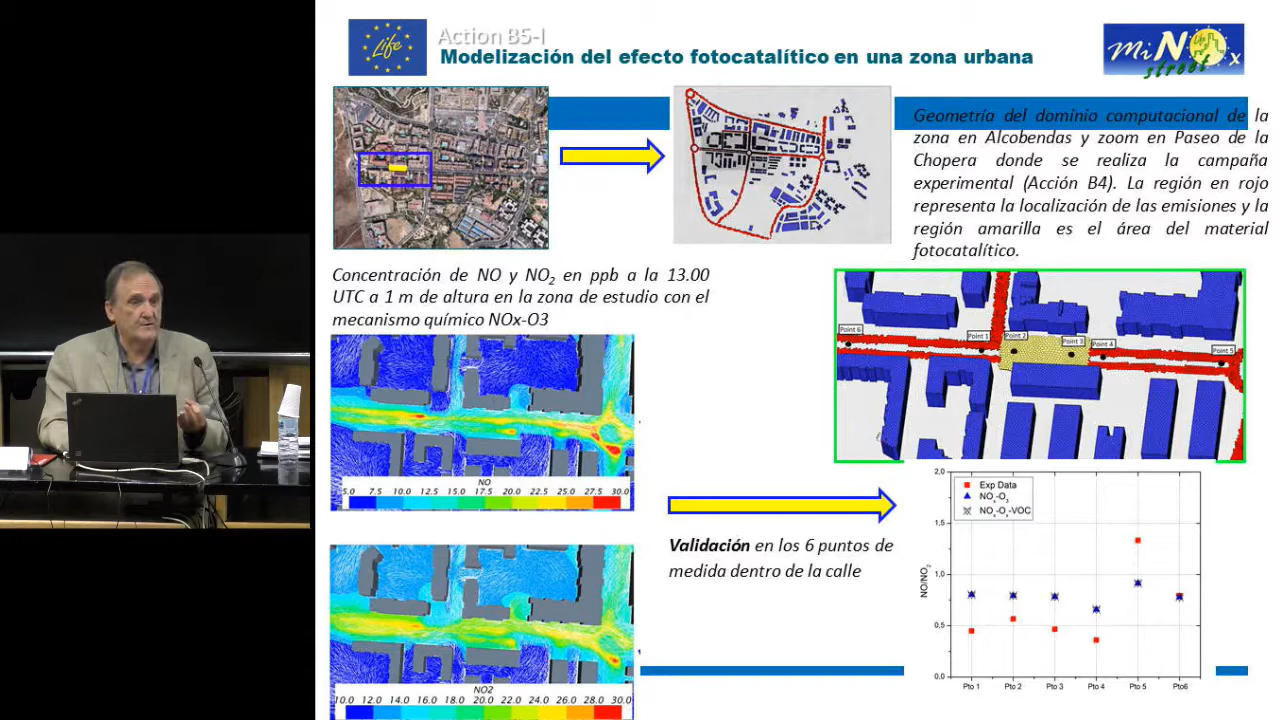 Life
Action B5-I
Modelización del efecto fotocatalítico en una zona urbana
Life
MiNOx
street
Geometría del dominio computacional de la
zona en Alcobendas y zoom en Paseo de la
Chopera donde se realiza la campaña
experimental (Acción B4). La región en rojo
representa la localización de las emisiones y la
región amarilla es el área del material
fotocatalítico.
Concentración de NO y NO₂ en ppb a la 13.00
UTC a 1 m de altura en la zona de estudio con el
mecanismo químico NOx-O3
Point 6
Point 1
Point 2
Point 3
Point 4
Point 5
NO
5.0 7.5 10.0 12.5 15.0 17.5 20.0 22.5 25.0 27.5 30.0
Validación en los 6 puntos de
medida dentro de la calle
NO2
10.0 12.0 14.0 16.0 18.0 20.0 22.0 24.0 26.0 28.0 30.0
2,0
1,5
1,0
0,5
0,0
NO/NO₂
Exp Data
NOₓ-O₃
NOₓ-Oₓ-VOC
Pto 1 Pto 2 Pto 3 Pto 4 Pto 5 Pto6